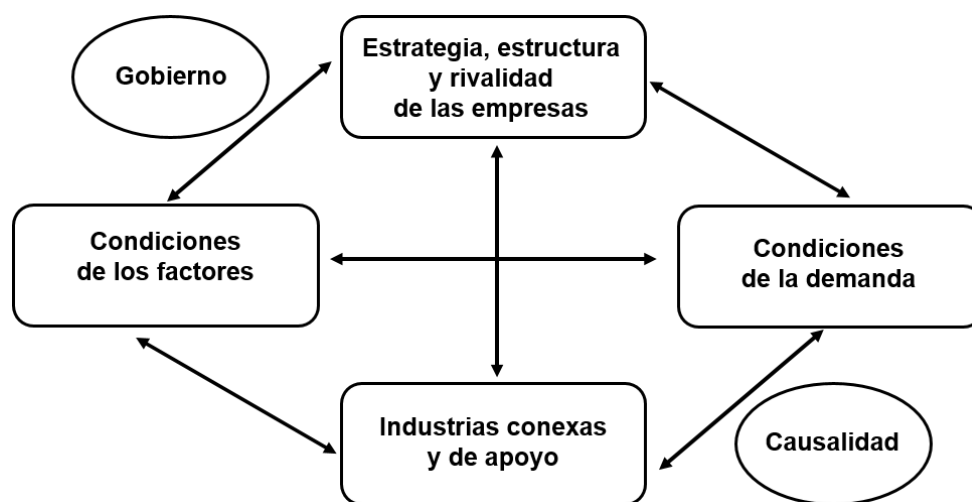 Gobierno
Estrategia, estructura
y rivalidad
de las empresas
Condiciones
de los factores
Condiciones
de la demanda
Industrias conexas
y de apoyo
Causalidad